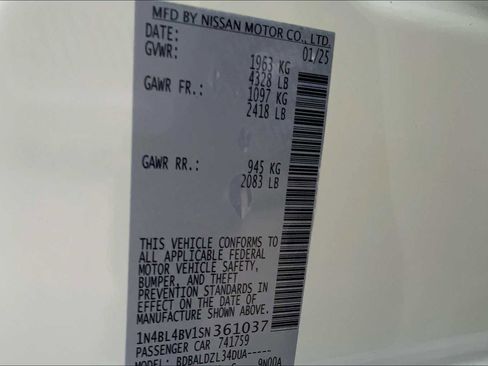 MFD BY NISSAN MOTOR CO., LTD.
DATE: 01/25
GVWR: 1963 KG
4328 LB
GAWR FR.: 1097 KG
2418 LB
GAWR RR.: 945 KG
2083 LB
THIS VEHICLE CONFORMS TO
ALL APPLICABLE FEDERAL
MOTOR VEHICLE SAFETY,
BUMPER, AND THEFT
PREVENTION STANDARDS IN
EFFECT ON THE DATE OF
MANUFACTURE SHOWN ABOVE.
1N4BL4BV1SN361037
PASSENGER CAR 741759
BDBALDZL34DUA-----